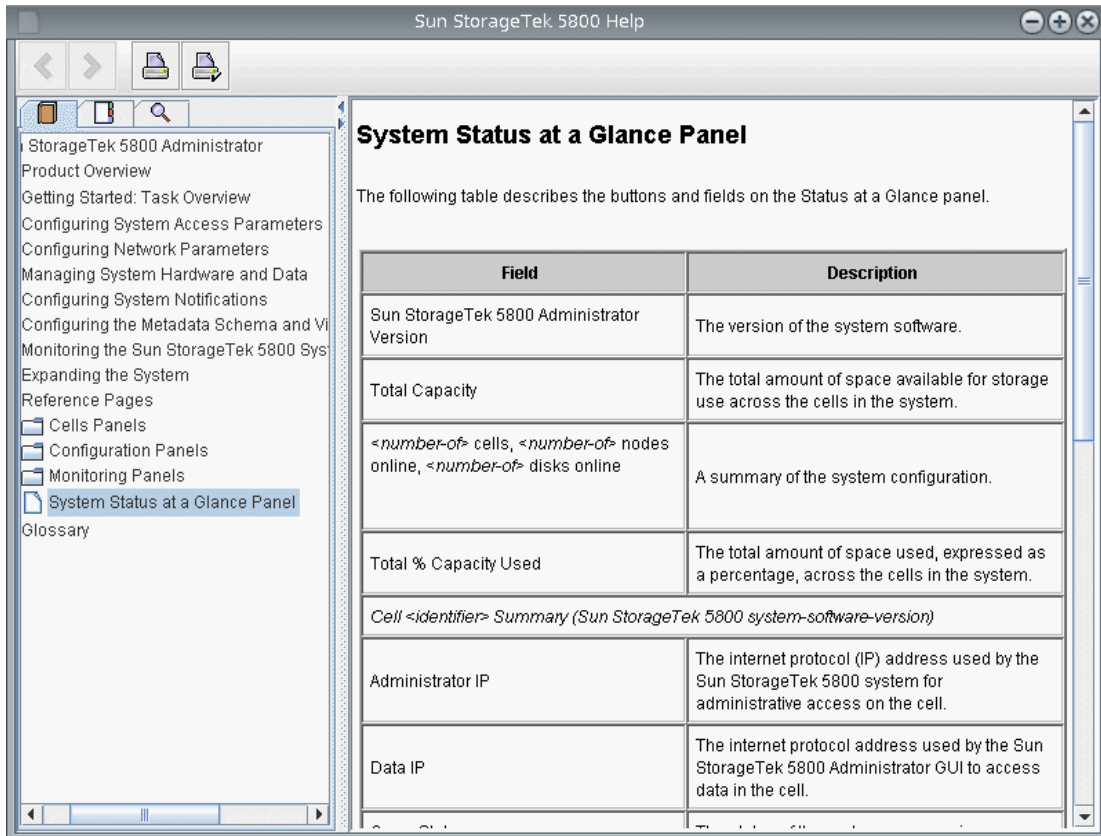 Sun StorageTek 5800 Help
StorageTek 5800 Administrator
Product Overview
Getting Started: Task Overview
Configuring System Access Parameters
Configuring Network Parameters
Managing System Hardware and Data
Configuring System Notifications
Configuring the Metadata Schema and Vi
Monitoring the Sun StorageTek 5800 Sys
Expanding the System
Reference Pages
Cells Panels
Configuration Panels
Monitoring Panels
System Status at a Glance Panel
Glossary
System Status at a Glance Panel
The following table describes the buttons and fields on the Status at a Glance panel.
Field
Description
Sun StorageTek 5800 Administrator
Version
The version of the system software.
Total Capacity
The total amount of space available for storage
use across the cells in the system.
<number-of> cells, <number-of> nodes
online, <number-of> disks online
A summary of the system configuration.
Total % Capacity Used
The total amount of space used, expressed as
a percentage, across the cells in the system.
Cell <identifier> Summary (Sun StorageTek 5800 system-software-version)
Administrator IP
The internet protocol (IP) address used by the
Sun StorageTek 5800 system for
administrative access on the cell.
Data IP
The internet protocol address used by the Sun
StorageTek 5800 Administrator GUI to access
data in the cell.